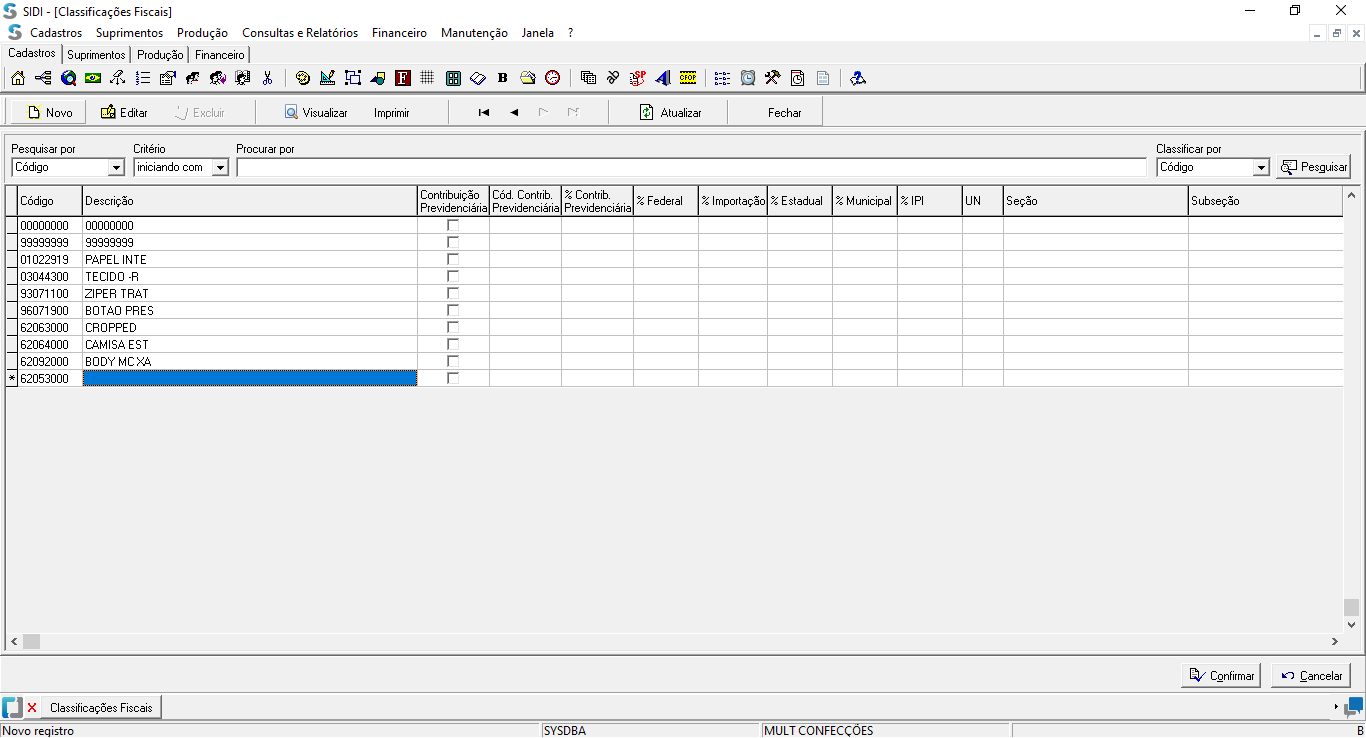 SIDI - [Classificações Fiscais]
Cadastros Suprimentos Produção Consultas e Relatórios Financeiro Manutenção Janela ?
Cadastros Suprimentos Produção Financeiro
F B SP CFOP
Novo Editar Excluir Visualizar Imprimir Atualizar Fechar
Pesquisar por Critério Procurar por Classificar por
Código iniciando com Código Pesquisar
Código Descrição Contribuição Previdenciária Cód. Contrib. Previdenciária % Contrib. Previdenciária % Federal % Importação % Estadual % Municipal % IPI UN Seção Subseção
00000000 00000000
99999999 99999999
01022919 PAPEL INTE
03044300 TECIDO -R
93071100 ZIPER TRAT
96071900 BOTAO PRES
62063000 CROPPED
62064000 CAMISA EST
62092000 BODY MC XA
* 62053000
Confirmar Cancelar
Classificações Fiscais
Novo registro SYSDBA MULT CONFECÇÕES B